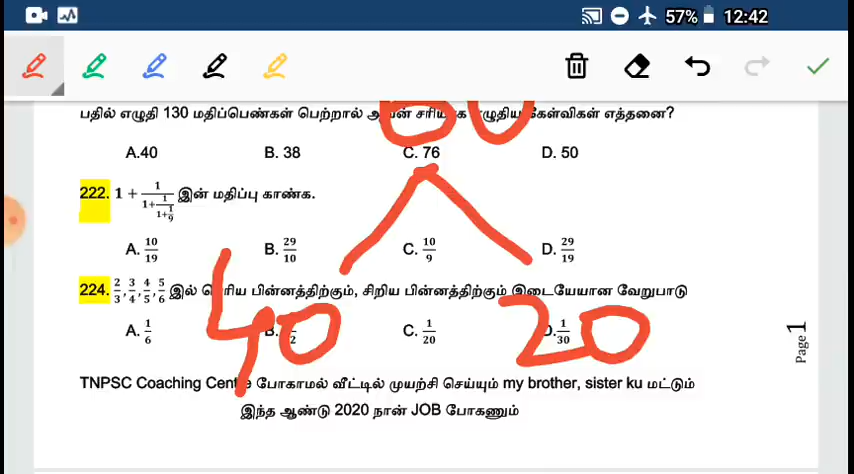 57% 12:42
பதில் எழுதி 130 மதிப்பெண்கள் பெற்றால் எழுதிய கேள்விகள் எத்தனை?
60
A.40 B. 38 C. 76 D. 50
222. 1 + 1/(1+1/(1+1/9)) இன் மதிப்பு காண்க.
A. 10/19 B. 29/10 C. 10/9 D. 29/19
224. 2/3, 3/4, 4/5, 5/6 இல் பெரிய பின்னத்திற்கும், சிறிய பின்னத்திற்கும் இடையேயான வேறுபாடு
A. 1/6 C. 1/20 D. 1/30
40 20
Page 1
TNPSC Coaching Centre போகாமல் வீட்டில் முயற்சி செய்யும் my brother, sister ku மட்டும்
இந்த ஆண்டு 2020 நான் JOB போகணும்